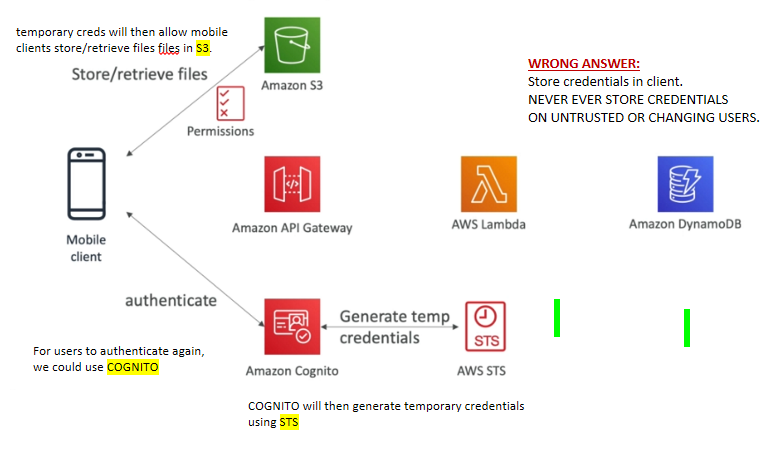 temporary creds will then allow mobile
clients store/retrieve files files in S3.
Store/retrieve files
Amazon S3
Permissions
WRONG ANSWER:
Store credentials in client.
NEVER EVER STORE CREDENTIALS
ON UNTRUSTED OR CHANGING USERS.
Mobile
client
Amazon API Gateway
AWS Lambda
Amazon DynamoDB
authenticate
Generate temp
credentials
STS
For users to authenticate again,
we could use COGNITO
Amazon Cognito
AWS STS
COGNITO will then generate temporary credentials
using STS